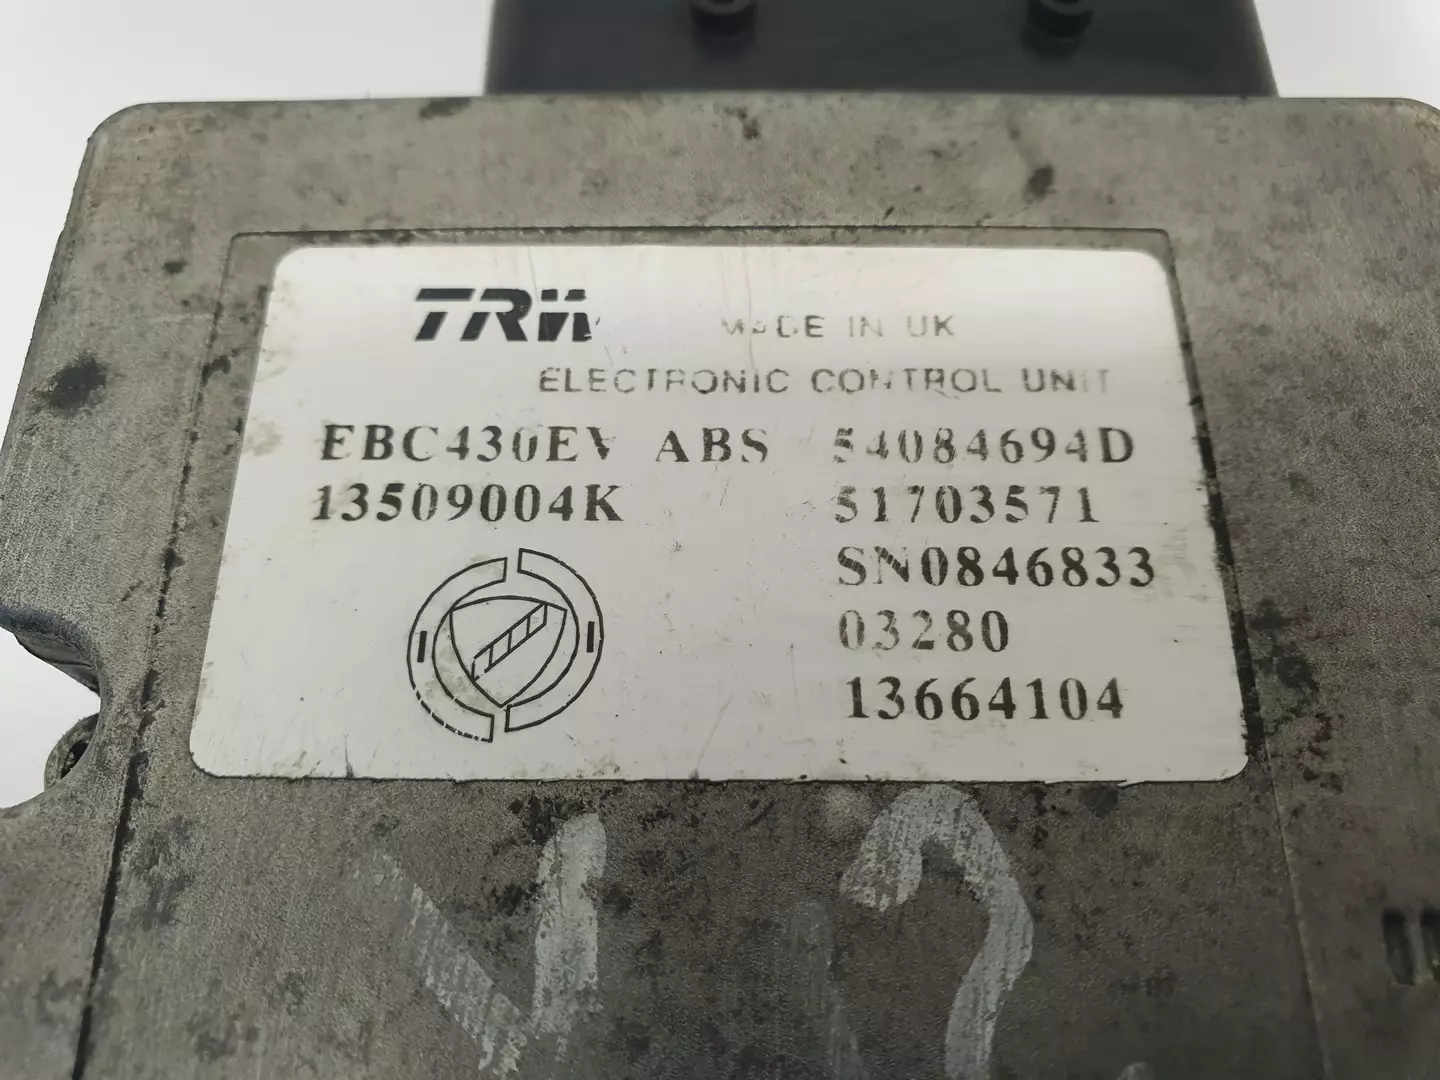 TRW MADE IN UK
ELECTRONIC CONTROL UNIT
EBC430EV ABS 54084694D
13509004K 51703571
SN0846833
03280
13664104